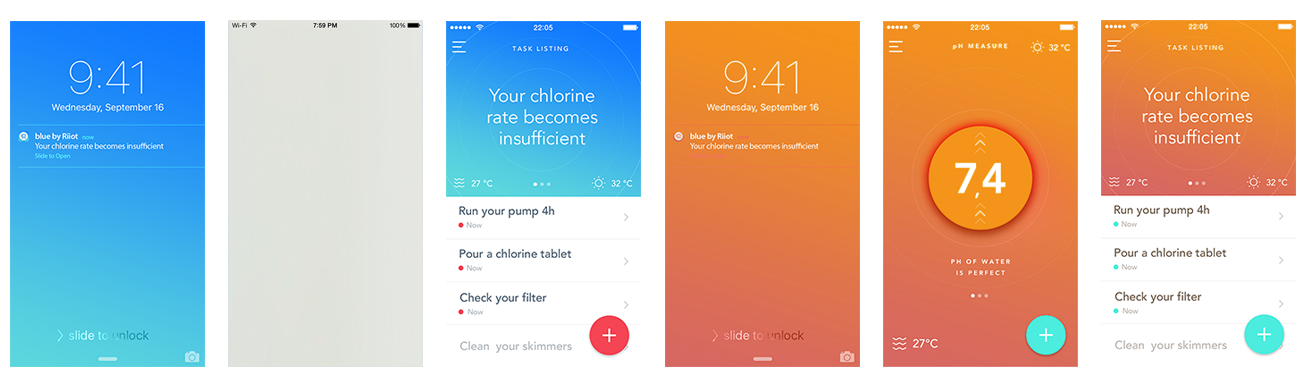 9:41
Wednesday, September 16
blue by Riiot now
Your chlorine rate becomes insufficient
Slide to Open
slide to unlock
Wi-Fi 7:59 PM 100%
22:05
TASK LISTING
Your chlorine
rate becomes
insufficient
27 °C 32 °C
Run your pump 4h
Now
Pour a chlorine tablet
Now
Check your filter
Now
Clean your skimmers
9:41
Wednesday, September 16
blue by Riiot now
Your chlorine rate becomes insufficient
slide to unlock
22:05
pH MEASURE 32 °C
7,4
PH OF WATER
IS PERFECT
27°C
22:05
TASK LISTING
Your chlorine
rate becomes
insufficient
27 °C 32 °C
Run your pump 4h
Now
Pour a chlorine tablet
Now
Check your filter
Now
Clean your skimmers